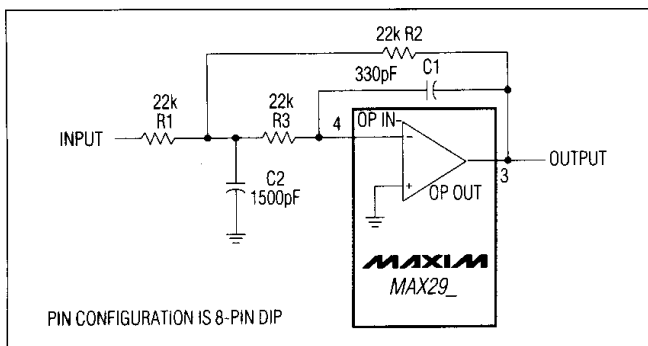 22k R2
330pF C1
22k
R1
22k
R3
4
OP IN-
-
INPUT
+
OP OUT
3
OUTPUT
C2
1500pF
MAXIM
MAX29_
PIN CONFIGURATION IS 8-PIN DIP